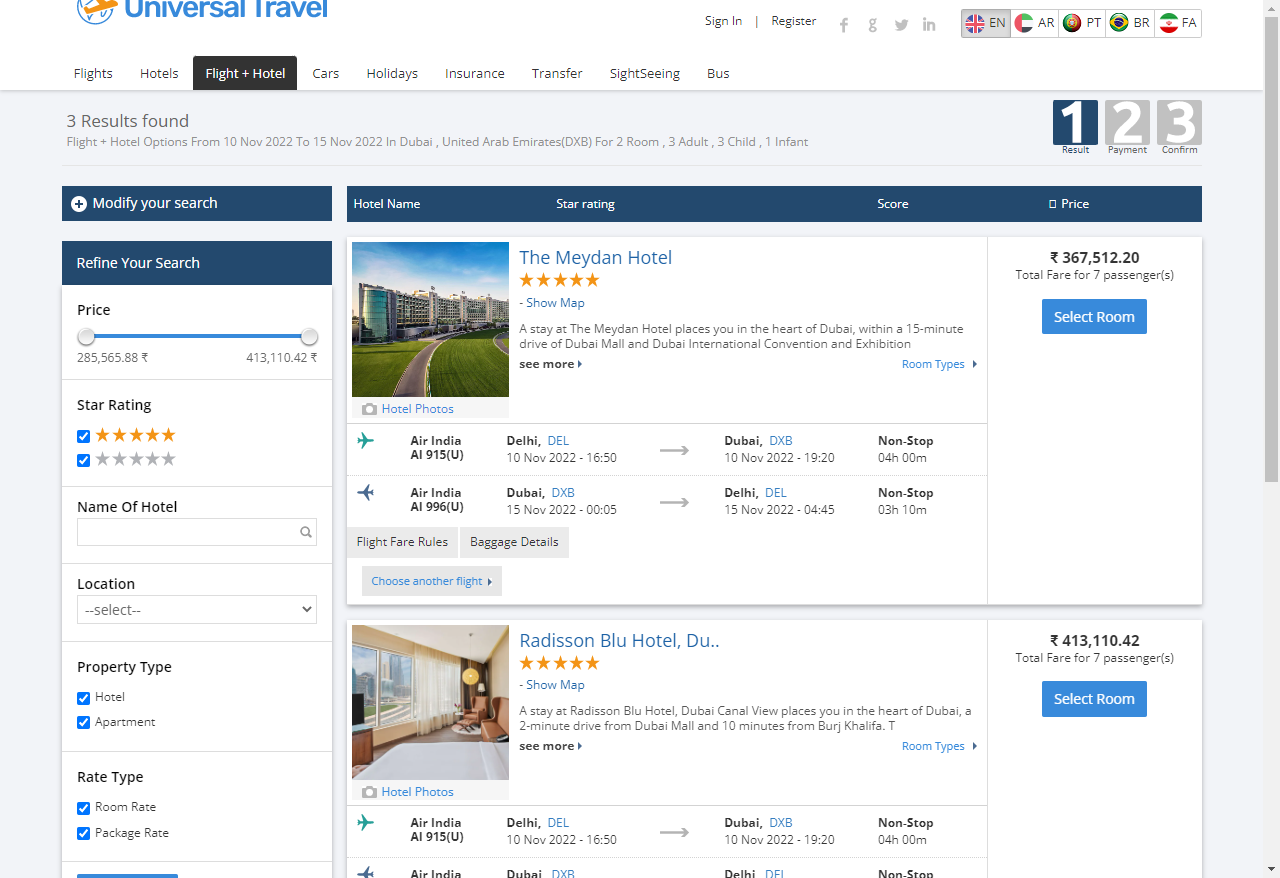 Universal Travel
Sign In | Register
EN AR PT BR FA
Flights Hotels Flight + Hotel Cars Holidays Insurance Transfer SightSeeing Bus
3 Results found
Flight + Hotel Options From 10 Nov 2022 To 15 Nov 2022 In Dubai , United Arab Emirates(DXB) For 2 Room , 3 Adult , 3 Child , 1 Infant
1 Result
2 Payment
3 Confirm
Modify your search
Refine Your Search
Price
285,565.88 ₹ 413,110.42 ₹
Star Rating
Name Of Hotel
Location
--select--
Property Type
Hotel
Apartment
Rate Type
Room Rate
Package Rate
Hotel Name Star rating Score Price
The Meydan Hotel
- Show Map
A stay at The Meydan Hotel places you in the heart of Dubai, within a 15-minute
drive of Dubai Mall and Dubai International Convention and Exhibition
see more
Room Types
Hotel Photos
₹ 367,512.20
Total Fare for 7 passenger(s)
Select Room
Air India Delhi, DEL Dubai, DXB Non-Stop
AI 915(U) 10 Nov 2022 - 16:50 10 Nov 2022 - 19:20 04h 00m
Air India Dubai, DXB Delhi, DEL Non-Stop
AI 996(U) 15 Nov 2022 - 00:05 15 Nov 2022 - 04:45 03h 10m
Flight Fare Rules Baggage Details
Choose another flight
Radisson Blu Hotel, Du..
- Show Map
A stay at Radisson Blu Hotel, Dubai Canal View places you in the heart of Dubai, a
2-minute drive from Dubai Mall and 10 minutes from Burj Khalifa. T
see more
Room Types
Hotel Photos
₹ 413,110.42
Total Fare for 7 passenger(s)
Select Room
Air India Delhi, DEL Dubai, DXB Non-Stop
AI 915(U) 10 Nov 2022 - 16:50 10 Nov 2022 - 19:20 04h 00m
Air India Dubai, DXB Delhi, DEL Non-Stop